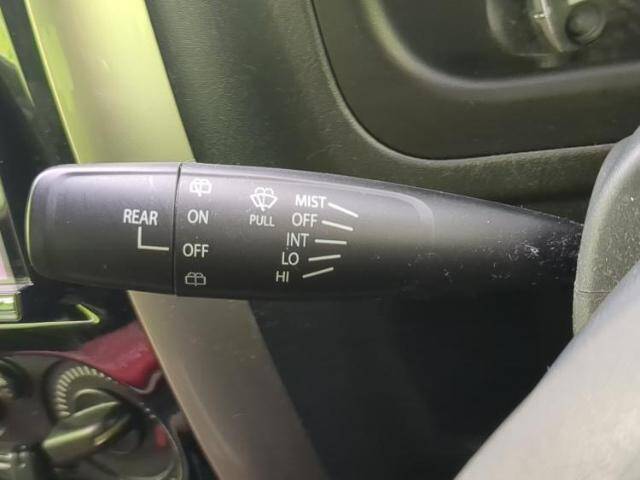 REAR
ON
OFF
PULL
MIST
OFF
INT
LO
HI